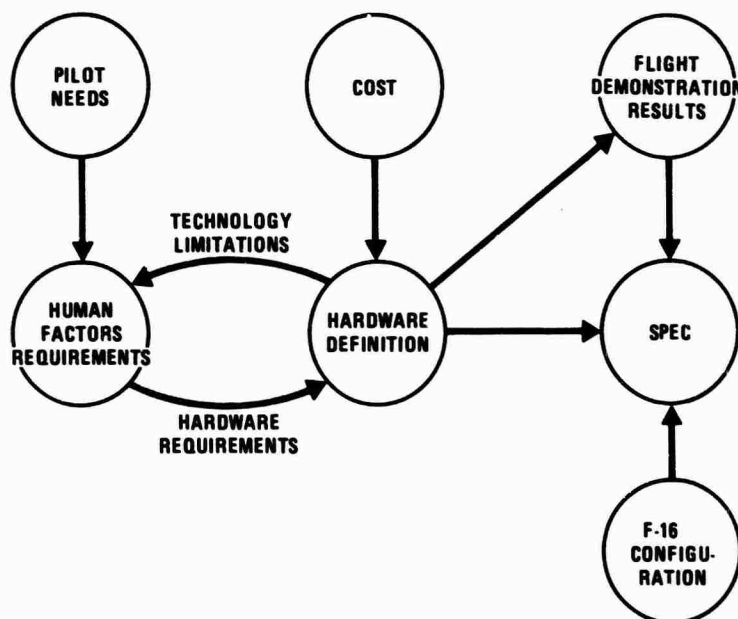 PILOT
NEEDS
COST
FLIGHT
DEMONSTRATION
RESULTS
TECHNOLOGY
LIMITATIONS
HUMAN
FACTORS
REQUIREMENTS
HARDWARE
DEFINITION
SPEC
HARDWARE
REQUIREMENTS
F-16
CONFIGU-
RATION